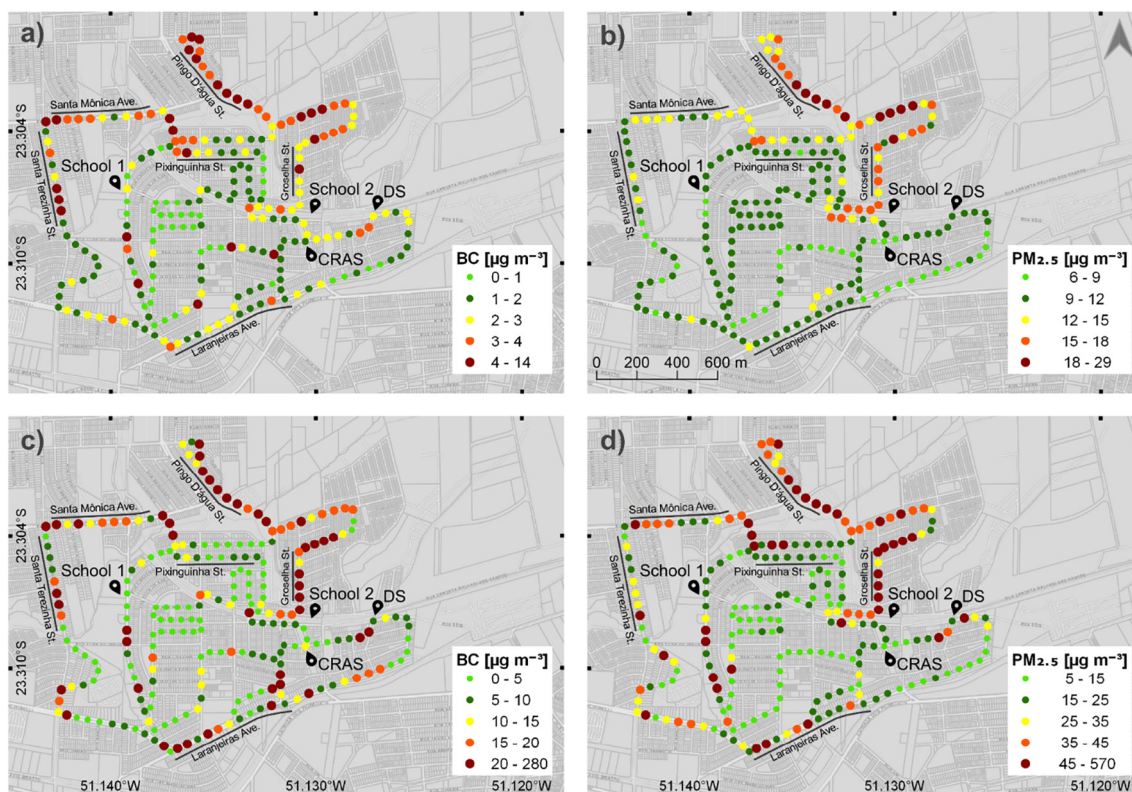 a)
Pingo D'água St.
Santa Mônica Ave.
23.304°S
Santa Terezinha St.
School 1
Pixinguinha St.
Groselha St.
School 2
DS
CRAS
23.310°S
Laranjeiras Ave.
BC [µg m⁻³]
0 - 1
1 - 2
2 - 3
3 - 4
4 - 14
b)
Pingo D'água St.
Santa Mônica Ave.
Santa Terezinha St.
School 1
Pixinguinha St.
Groselha St.
School 2
DS
CRAS
Laranjeiras Ave.
0 200 400 600 m
PM₂.₅ [µg m⁻³]
6 - 9
9 - 12
12 - 15
15 - 18
18 - 29
c)
Pingo D'água St.
Santa Mônica Ave.
23.304°S
Santa Terezinha St.
School 1
Pixinguinha St.
Groselha St.
School 2
DS
CRAS
23.310°S
Laranjeiras Ave.
BC [µg m⁻³]
0 - 5
5 - 10
10 - 15
15 - 20
20 - 280
51.140°W
51.130°W
51.120°W
d)
Pingo D'água St.
Santa Mônica Ave.
Santa Terezinha St.
School 1
Pixinguinha St.
Groselha St.
School 2
DS
CRAS
Laranjeiras Ave.
PM₂.₅ [µg m⁻³]
5 - 15
15 - 25
25 - 35
35 - 45
45 - 570
51.140°W
51.130°W
51.120°W